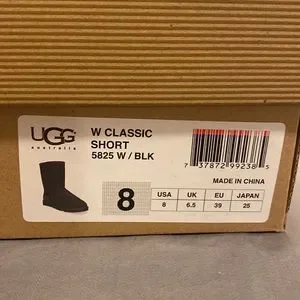 UGG
australia
W CLASSIC
SHORT
5825 W / BLK
7 37872 99238 5
MADE IN CHINA
8
USA UK EU JAPAN
8 6.5 39 25